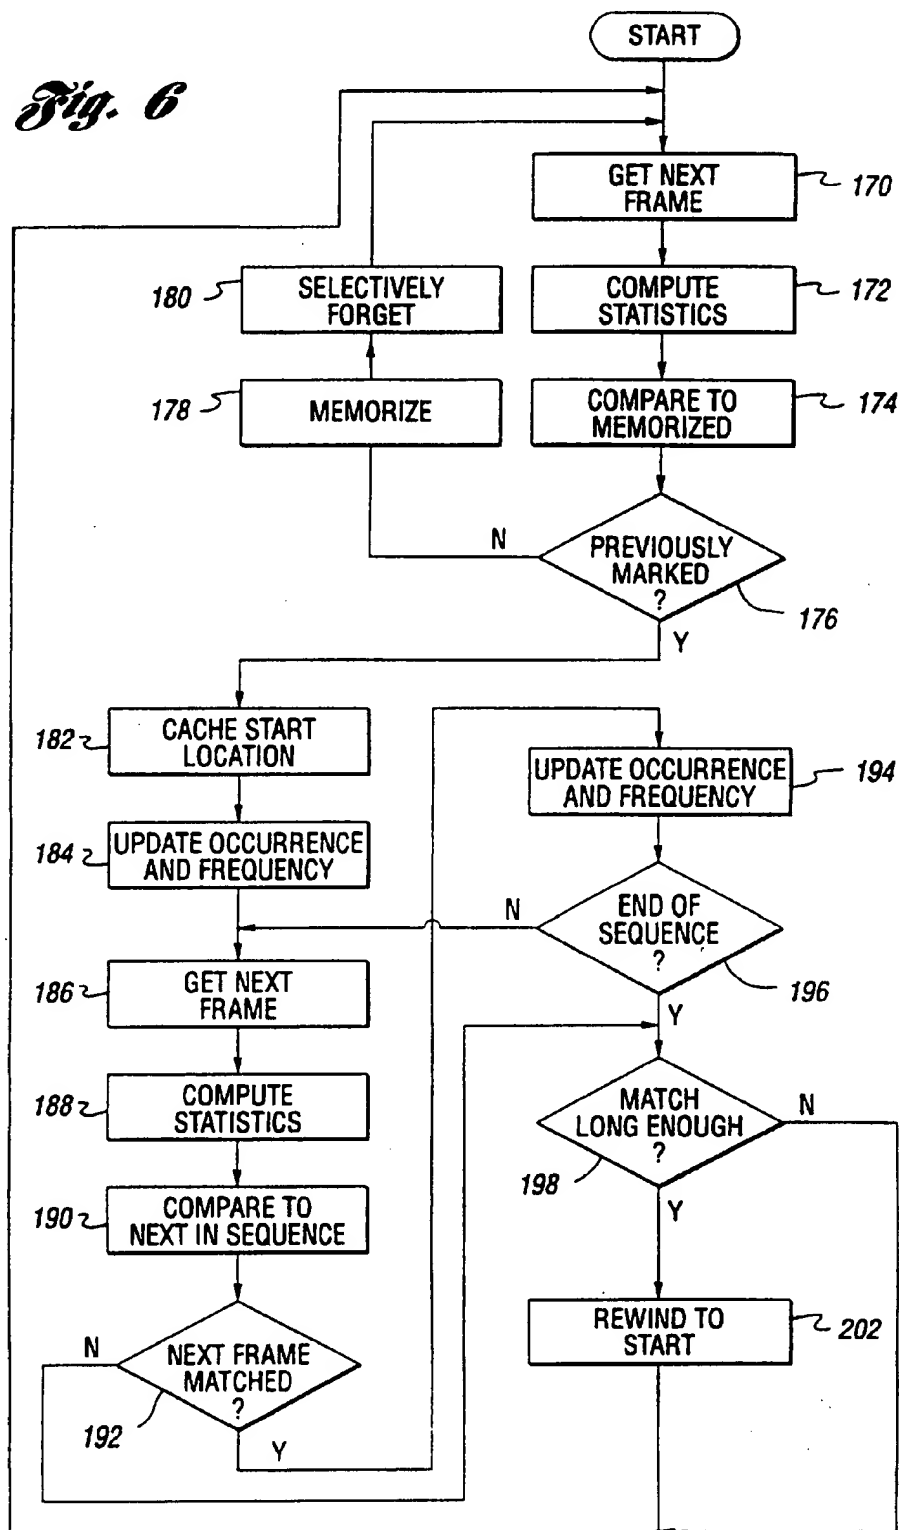 Fig. 6
START
GET NEXT
FRAME
170
COMPUTE
STATISTICS
172
SELECTIVELY
FORGET
180
COMPARE TO
MEMORIZED
174
MEMORIZE
178
PREVIOUSLY
MARKED
?
176
N
Y
CACHE START
LOCATION
182
UPDATE OCCURRENCE
AND FREQUENCY
184
GET NEXT
FRAME
186
COMPUTE
STATISTICS
188
COMPARE TO
NEXT IN SEQUENCE
190
NEXT FRAME
MATCHED
?
192
N
Y
UPDATE OCCURRENCE
AND FREQUENCY
194
END OF
SEQUENCE
?
196
N
Y
MATCH
LONG ENOUGH
?
198
N
Y
REWIND TO
START
202